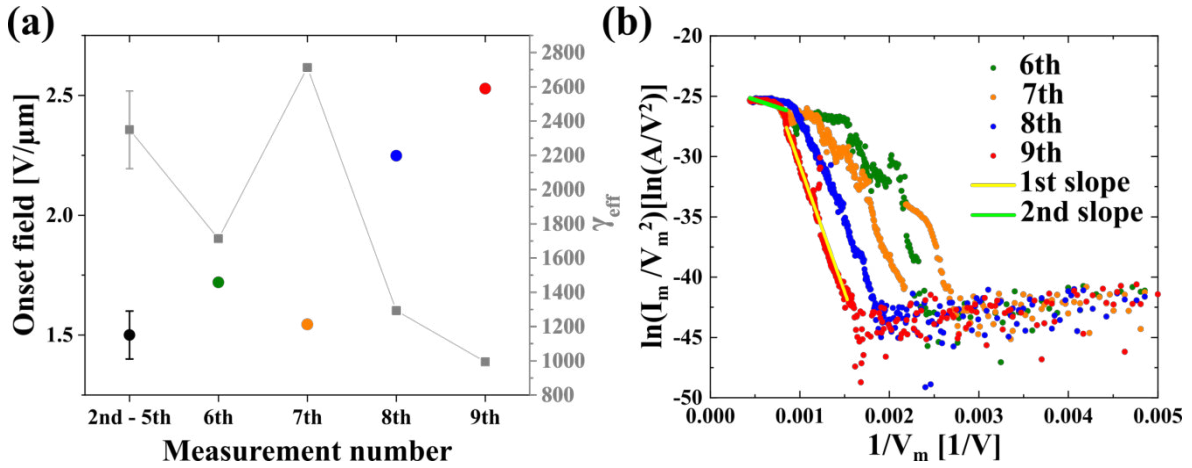 (a)
Onset field [V/μm]
2.5
2.0
1.5
2800
2600
2400
2200
2000
1800
1600
1400
1200
1000
800
γeff
2nd - 5th 6th 7th 8th 9th
Measurement number
(b)
ln(Im /Vm²)[ln(A/V²)]
-20
-25
-30
-35
-40
-45
-50
6th
7th
8th
9th
1st slope
2nd slope
0.000 0.001 0.002 0.003 0.004 0.005
1/Vm [1/V]